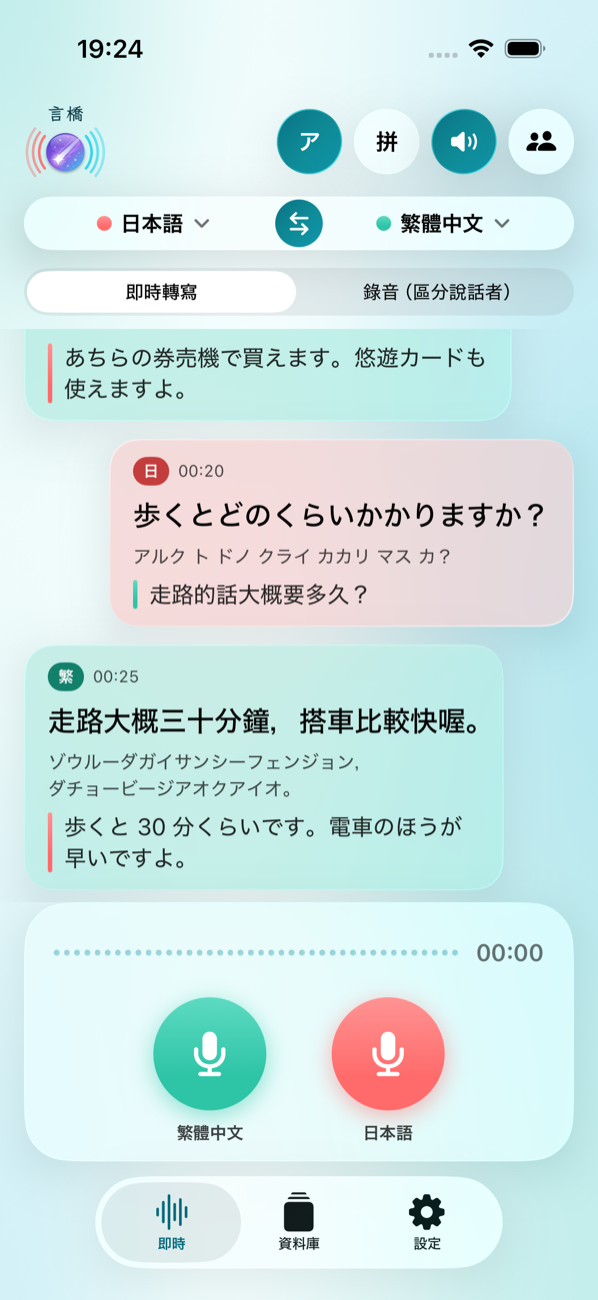 19:24
言橋
ア
拼
日本語
繁體中文
即時轉寫
錄音（區分說話者）
あちらの券売機で買えます。悠遊カードも
使えますよ。
日 00:20
歩くとどのくらいかかりますか？
アルク ト ドノ クライ カカリ マス カ？
走路的話大概要多久？
繁 00:25
走路大概三十分鐘，搭車比較快喔。
ゾウルーダガイサンシーフェンジョン，
ダチョービージアオクアイオ。
歩くと 30 分くらいです。電車のほうが
早いですよ。
00:00
繁體中文
日本語
即時
資料庫
設定